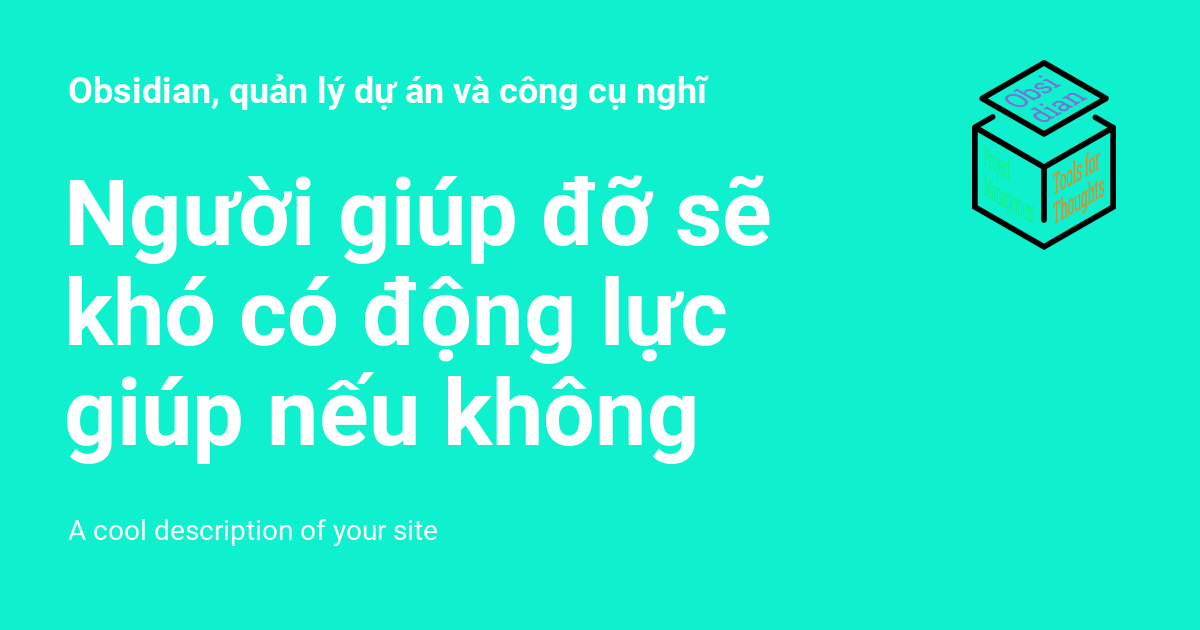 Obsidian, quản lý dự án và công cụ nghĩ
Obsi
dian
Project
Management
Tools for
Thoughts
Người giúp đỡ sẽ
khó có động lực
giúp nếu không
A cool description of your site